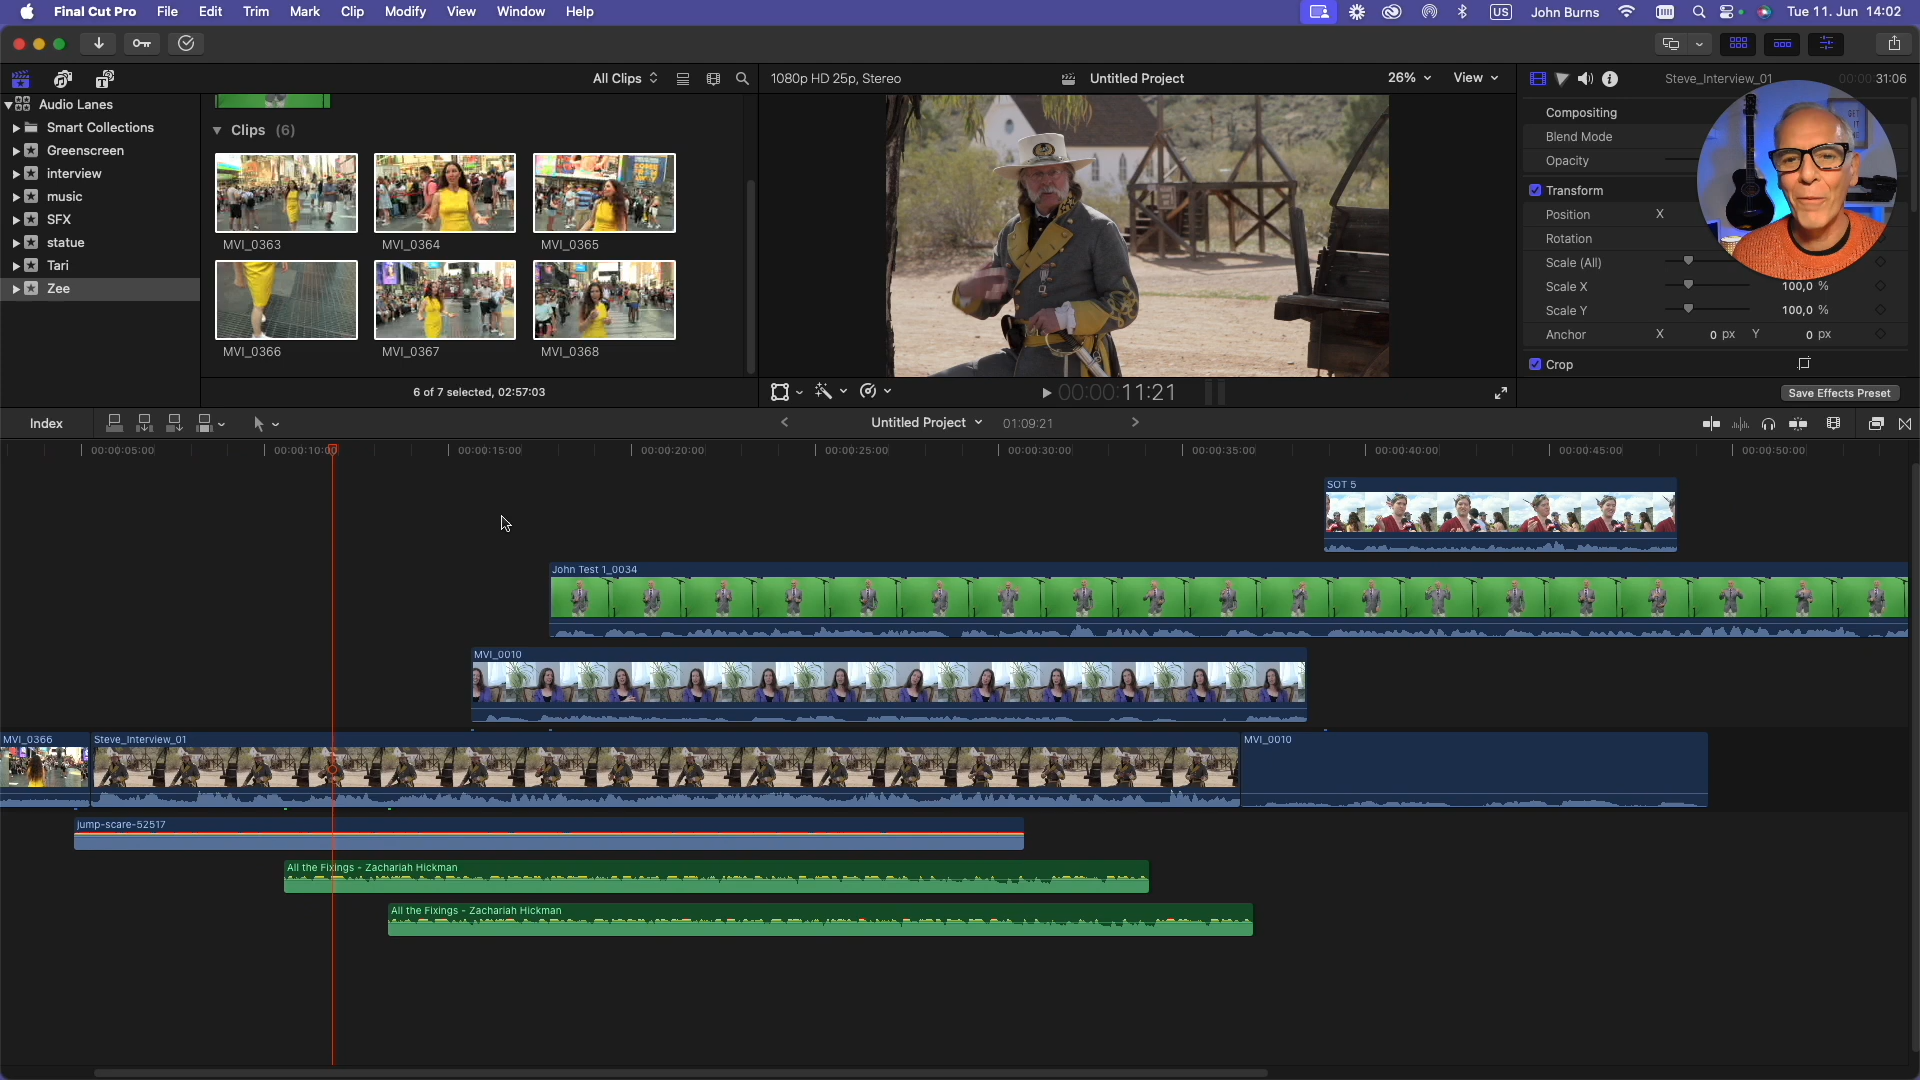 Final Cut Pro File Edit Trim Mark Clip Modify View Window Help US John Burns Tue 11. Jun 14:02
All Clips 1080p HD 25p, Stereo Untitled Project 26% View Steve_Interview_01 00:00:31:06
Audio Lanes
Smart Collections
Greenscreen
interview
music
SFX
statue
Tari
Zee
Clips (6)
MVI_0363 MVI_0364 MVI_0365
MVI_0366 MVI_0367 MVI_0368
6 of 7 selected, 02:57:03
00:00:11:21
Compositing
Blend Mode
Opacity
Transform
Position X
Rotation
Scale (All)
Scale X 100,0 %
Scale Y 100,0 %
Anchor X 0 px Y 0 px
Crop
Save Effects Preset
Index Untitled Project 01:09:21
00:00:05:00 00:00:10:00 00:00:15:00 00:00:20:00 00:00:25:00 00:00:30:00 00:00:35:00 00:00:40:00 00:00:45:00 00:00:50:00
SOT 5
John Test 1_0034
MVI_0010
MVI_0366 Steve_Interview_01 MVI_0010
jump-scare-52517
All the Fixings - Zachariah Hickman
All the Fixings - Zachariah Hickman